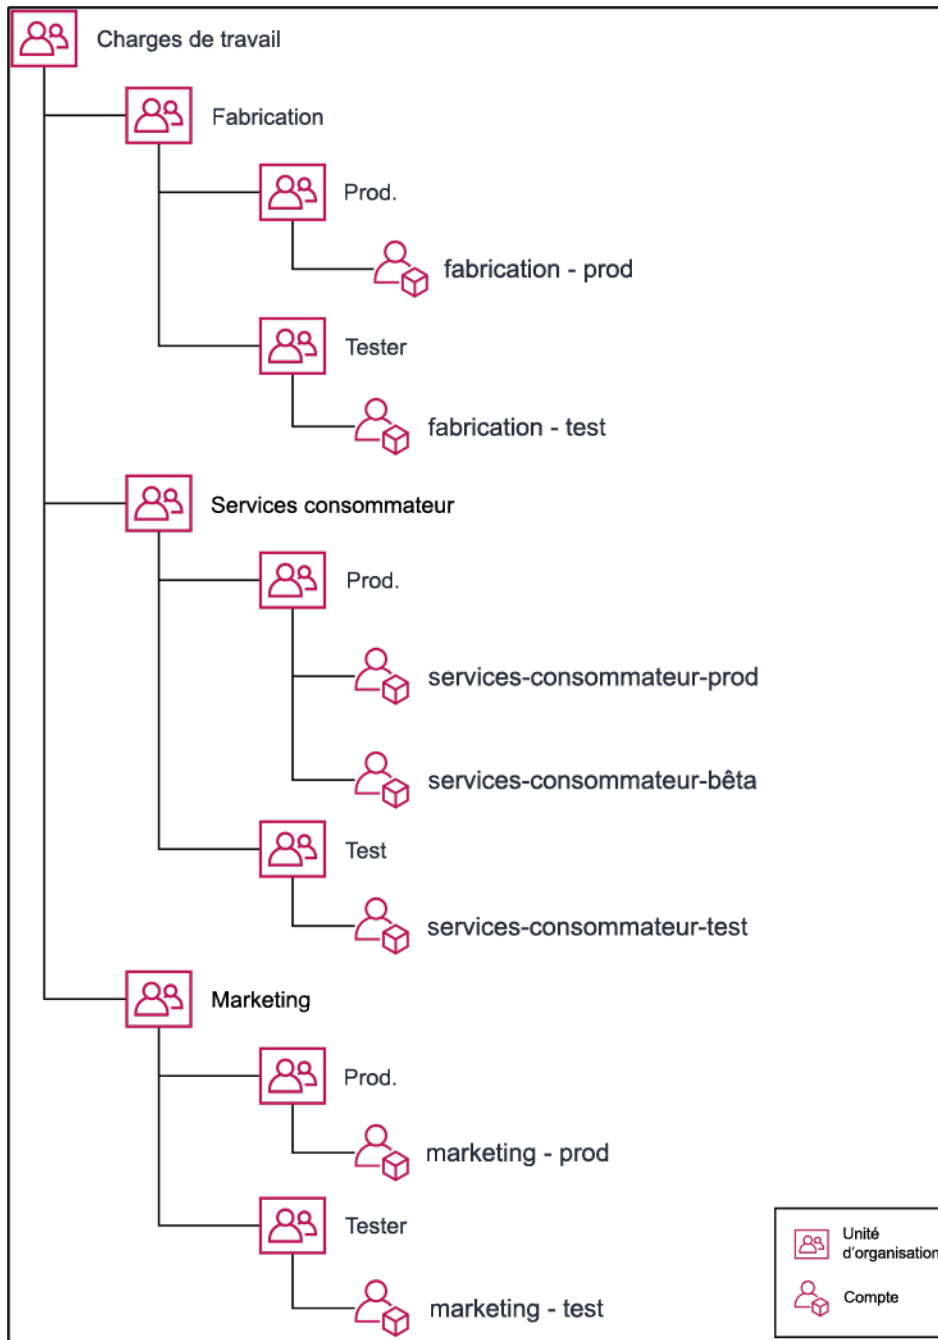 Charges de travail
Fabrication
Prod.
fabrication - prod
Tester
fabrication - test
Services consommateur
Prod.
services-consommateur-prod
services-consommateur-bêta
Test
services-consommateur-test
Marketing
Prod.
marketing - prod
Tester
marketing - test
Unité
d'organisation
Compte